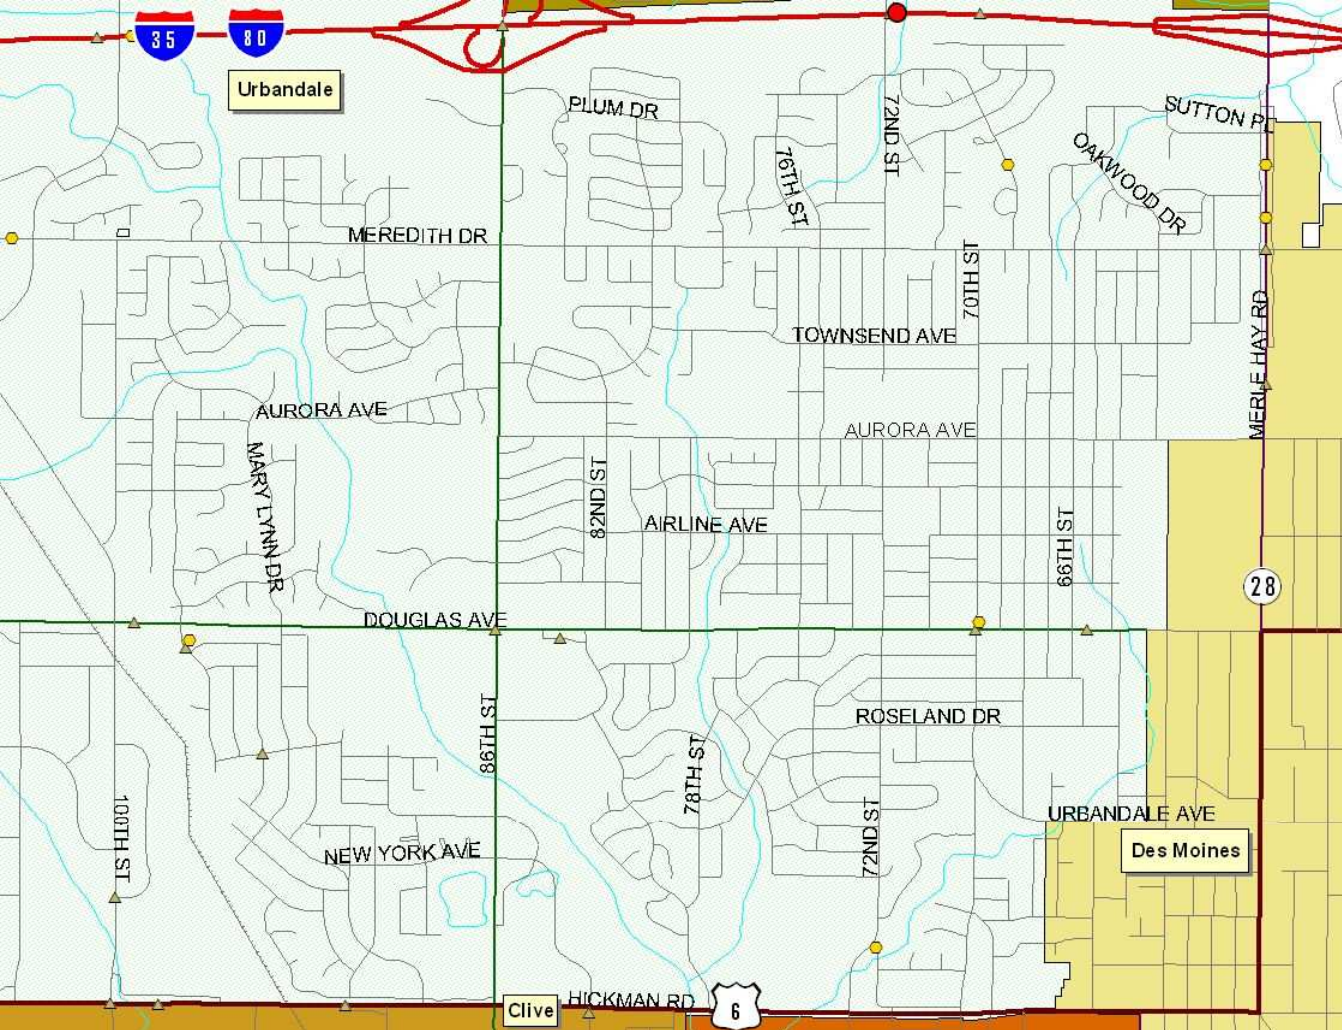 35
80
Urbandale
PLUM DR
72ND ST
SUTTON PL
OAKWOOD DR
76TH ST
MEREDITH DR
70TH ST
TOWNSEND AVE
MERLE HAY RD
AURORA AVE
AURORA AVE
MARY LYNN DR
82ND ST
AIRLINE AVE
66TH ST
28
DOUGLAS AVE
86TH ST
ROSELAND DR
78TH ST
100TH ST
72ND ST
URBANDALE AVE
Des Moines
NEW YORK AVE
Clive
HICKMAN RD
6